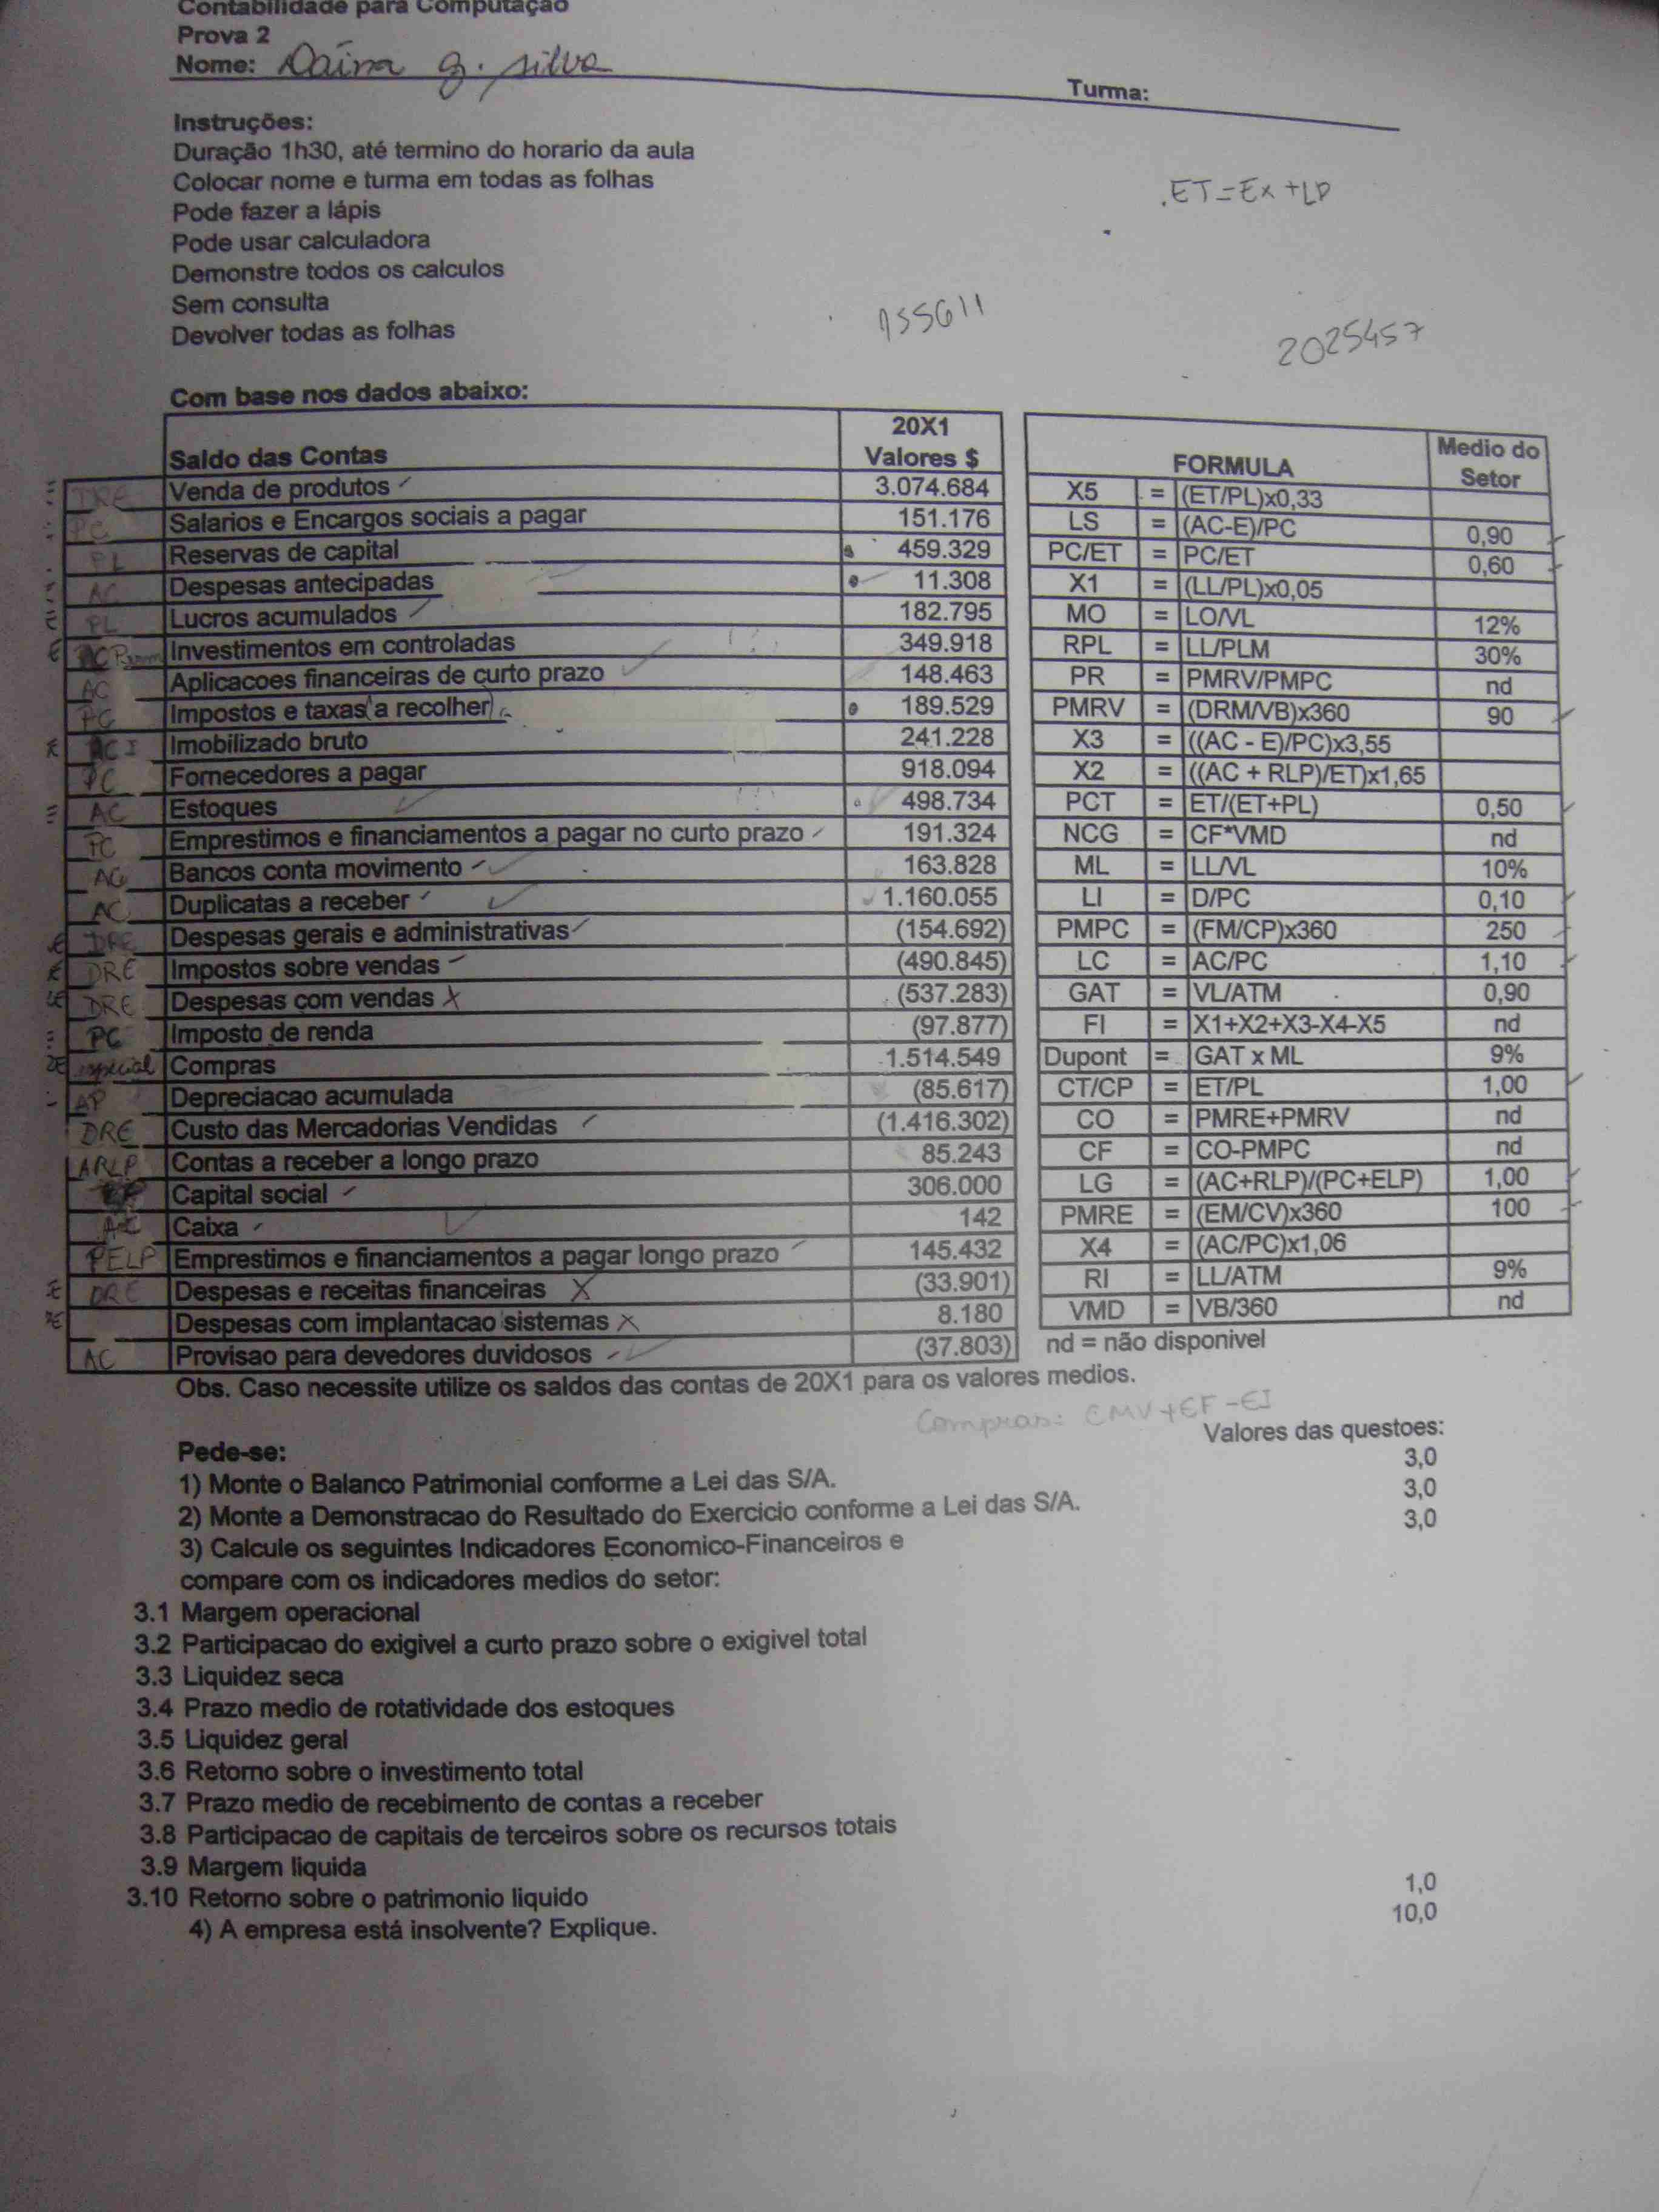 Contabilidade para Computação
Prova 2
Nome: Daína G. Silva
Turma:
Instruções:
Duração 1h30, até termino do horario da aula
Colocar nome e turma em todas as folhas
Pode fazer a lápis
Pode usar calculadora
Demonstre todos os calculos
Sem consulta
Devolver todas as folhas
.ET=Ex+LP
155611
2025457
Com base nos dados abaixo:
Saldo das Contas 20X1 Valores $
DRE Venda de produtos 3.074.684
PC Salarios e Encargos sociais a pagar 151.176
PL Reservas de capital 459.329
AC Despesas antecipadas 11.308
PL Lucros acumulados 182.795
Investimentos em controladas 349.918
AC Aplicacoes financeiras de curto prazo 148.463
PC Impostos e taxas a recolher 189.529
Imobilizado bruto 241.228
PC Fornecedores a pagar 918.094
AC Estoques 498.734
PC Emprestimos e financiamentos a pagar no curto prazo 191.324
AC Bancos conta movimento 163.828
AC Duplicatas a receber 1.160.055
DRE Despesas gerais e administrativas (154.692)
DRE Impostos sobre vendas (490.845)
DRE Despesas com vendas X (537.283)
PC Imposto de renda (97.877)
especial Compras 1.514.549
AP Depreciacao acumulada (85.617)
DRE Custo das Mercadorias Vendidas (1.416.302)
ARLP Contas a receber a longo prazo 85.243
Capital social 306.000
AC Caixa 142
PELP Emprestimos e financiamentos a pagar longo prazo 145.432
DRE Despesas e receitas financeiras X (33.901)
Despesas com implantacao sistemas X 8.180
AC Provisao para devedores duvidosos (37.803)
FORMULA Medio do Setor
X5 = (ET/PL)x0,33
LS = (AC-E)/PC 0,90
PC/ET = PC/ET 0,60
X1 = (LL/PL)x0,05
MO = LO/VL 12%
RPL = LL/PLM 30%
PR = PMRV/PMPC nd
PMRV = (DRM/VB)x360 90
X3 = ((AC - E)/PC)x3,55
X2 = ((AC + RLP)/ET)x1,65
PCT = ET/(ET+PL) 0,50
NCG = CF*VMD nd
ML = LL/VL 10%
LI = D/PC 0,10
PMPC = (FM/CP)x360 250
LC = AC/PC 1,10
GAT = VL/ATM 0,90
FI = X1+X2+X3-X4-X5 nd
Dupont = GAT x ML 9%
CT/CP = ET/PL 1,00
CO = PMRE+PMRV nd
CF = CO-PMPC nd
LG = (AC+RLP)/(PC+ELP) 1,00
PMRE = (EM/CV)x360 100
X4 = (AC/PC)x1,06
RI = LL/ATM 9%
VMD = VB/360 nd
nd = não disponivel
Obs. Caso necessite utilize os saldos das contas de 20X1 para os valores medios.
Compras: CMV+EF-EI
Valores das questoes:
Pede-se:
1) Monte o Balanco Patrimonial conforme a Lei das S/A. 3,0
2) Monte a Demonstracao do Resultado do Exercicio conforme a Lei das S/A. 3,0
3) Calcule os seguintes Indicadores Economico-Financeiros e 3,0
compare com os indicadores medios do setor:
3.1 Margem operacional
3.2 Participacao do exigivel a curto prazo sobre o exigivel total
3.3 Liquidez seca
3.4 Prazo medio de rotatividade dos estoques
3.5 Liquidez geral
3.6 Retorno sobre o investimento total
3.7 Prazo medio de recebimento de contas a receber
3.8 Participacao de capitais de terceiros sobre os recursos totais
3.9 Margem liquida
3.10 Retorno sobre o patrimonio liquido
4) A empresa está insolvente? Explique. 1,0
10,0